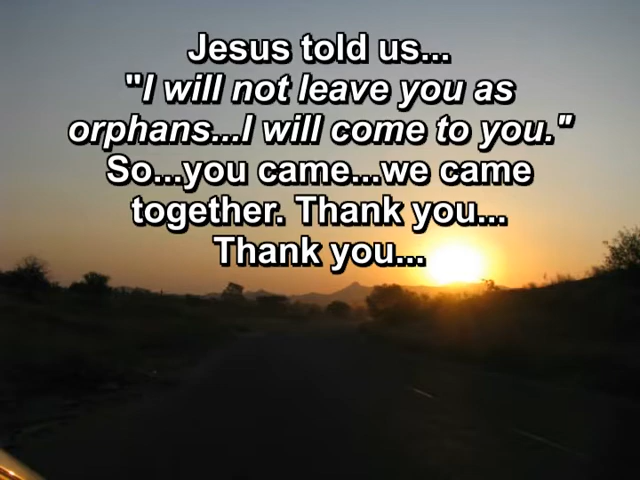 Jesus told us...
"I will not leave you as
orphans...I will come to you."
So...you came...we came
together. Thank you...
Thank you...